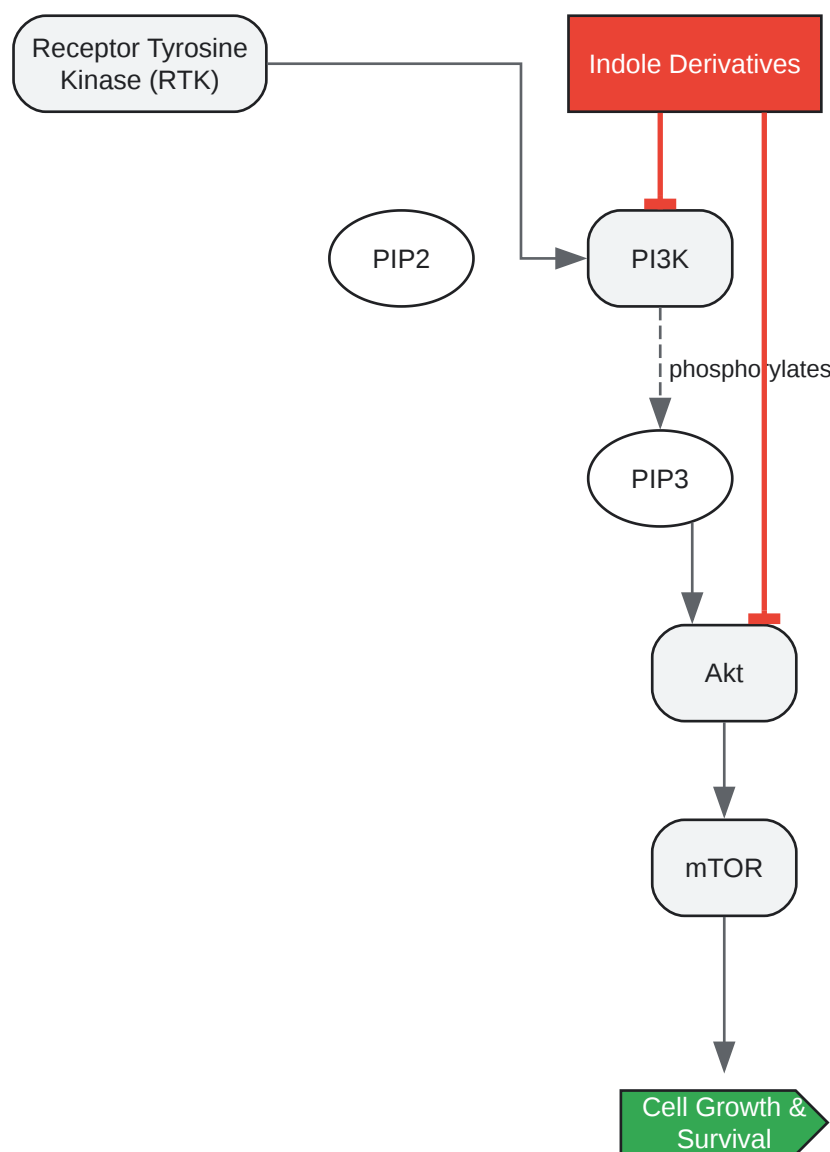 Receptor Tyrosine
Kinase (RTK)
Indole Derivatives
PIP2
PI3K
phosphorylates
PIP3
Akt
mTOR
Cell Growth &
Survival